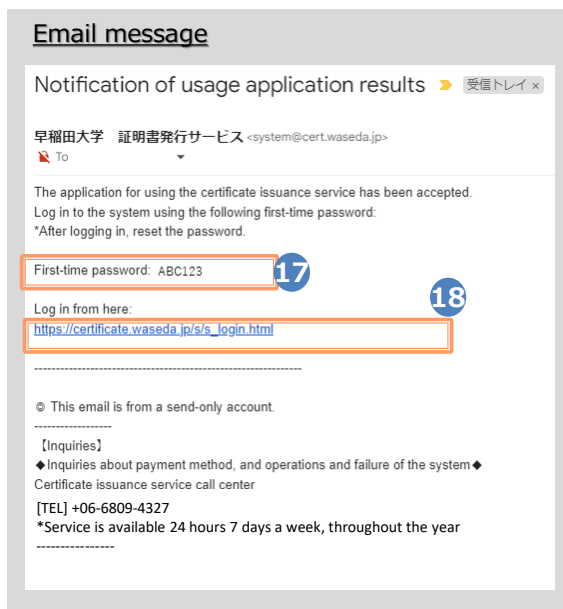 Email message
Notification of usage application results 受信トレイ ×
早稲田大学 証明書発行サービス <system@cert.waseda.jp>
To
The application for using the certificate issuance service has been accepted.
Log in to the system using the following first-time password:
*After logging in, reset the password.
First-time password: ABC123
17
18
Log in from here:
https://certificate.waseda.jp/s/s_login.html
--------------------------------------------------------------
◎ This email is from a send-only account.
------------------
【Inquiries】
◆Inquiries about payment method, and operations and failure of the system◆
Certificate issuance service call center
[TEL] +06-6809-4327
*Service is available 24 hours 7 days a week, throughout the year
----------------